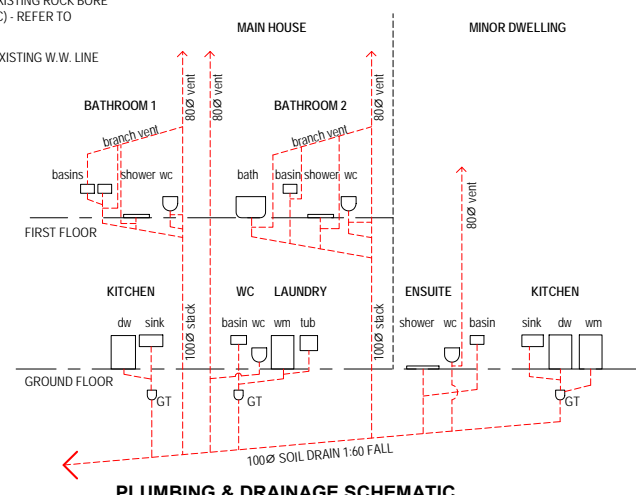 XISTING ROCK BORE
C) - REFER TO
XISTING W.W. LINE
MAIN HOUSE
MINOR DWELLING
80Ø vent
80Ø vent
80Ø vent
BATHROOM 1
BATHROOM 2
branch vent
branch vent
basins
shower wc
bath
basin
shower wc
80Ø vent
FIRST FLOOR
KITCHEN
WC
LAUNDRY
ENSUITE
KITCHEN
100Ø stack
100Ø stack
dw
sink
basin
wc
wm
tub
shower
wc
basin
sink
dw
wm
GROUND FLOOR
GT
GT
GT
100Ø SOIL DRAIN 1:60 FALL
PLUMBING & DRAINAGE SCHEMATIC